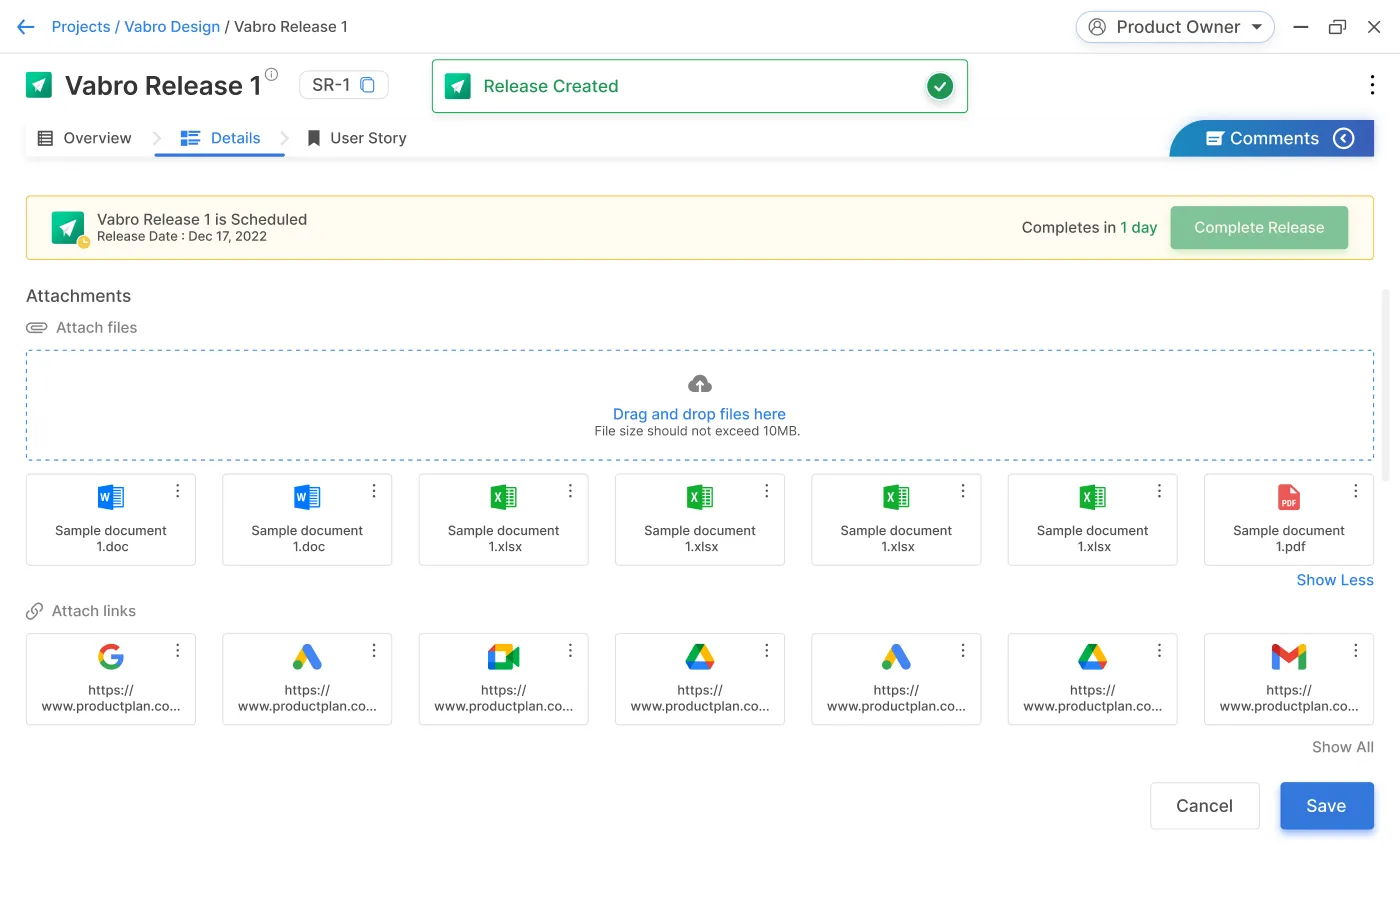 Projects / Vabro Design / Vabro Release 1
Product Owner
Vabro Release 1
SR-1
Release Created
Overview
Details
User Story
Comments
Vabro Release 1 is Scheduled
Release Date : Dec 17, 2022
Completes in 1 day
Complete Release
Attachments
Attach files
Drag and drop files here
File size should not exceed 10MB.
W
Sample document
1.doc
W
Sample document
1.doc
X
Sample document
1.xlsx
X
Sample document
1.xlsx
X
Sample document
1.xlsx
X
Sample document
1.xlsx
PDF
Sample document
1.pdf
Show Less
Attach links
https://
www.productplan.co...
https://
www.productplan.co...
https://
www.productplan.co...
https://
www.productplan.co...
https://
www.productplan.co...
https://
www.productplan.co...
https://
www.productplan.co...
Show All
Cancel
Save